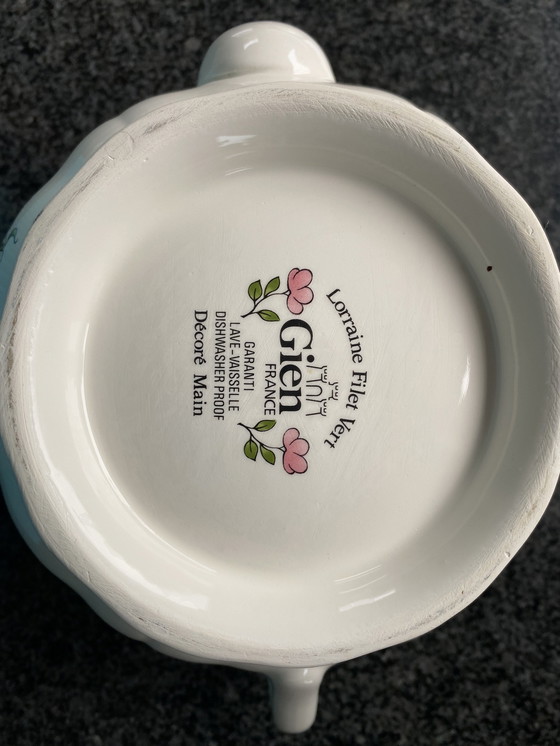 Lorraine Filet Vert
Gien
FRANCE
GARANTI
LAVE-VAISSELLE
DISHWASHER PROOF
Décoré Main